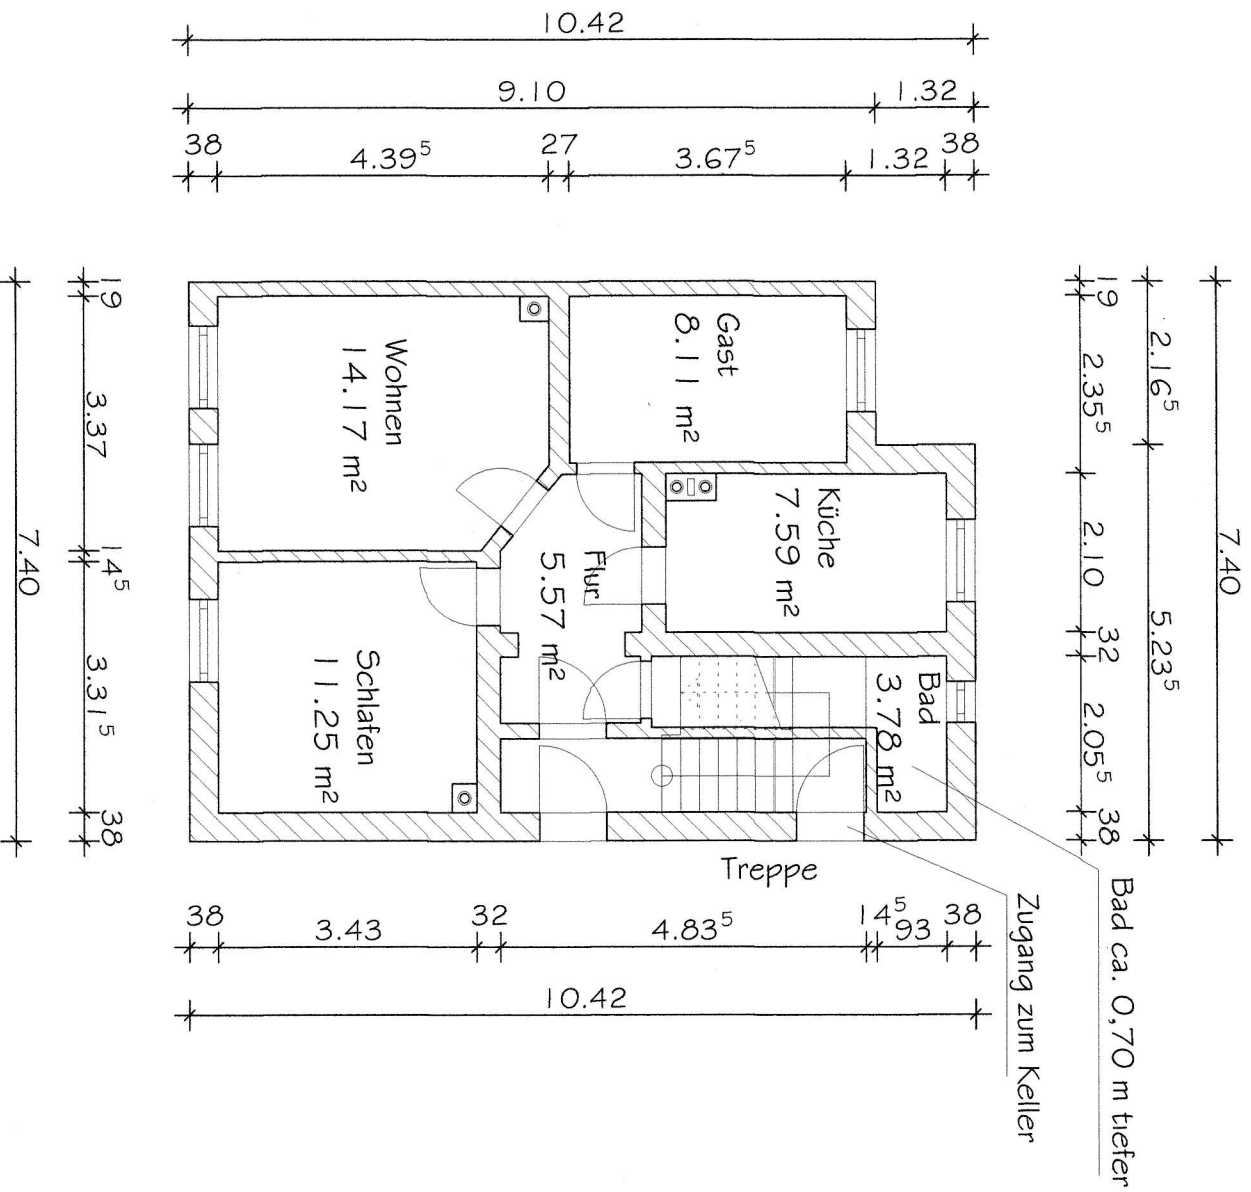 10.42
9.10 1.32
38 4.39⁵ 27 3.67⁵ 1.32 38
7.40
19 3.37 14⁵ 3.31⁵ 38
19 2.35⁵ 2.10 32 2.05⁵ 38
2.16⁵ 5.23⁵
7.40
Wohnen
14.17 m²
Gast
8.11 m²
Küche
7.59 m²
Flur
5.57 m²
Schlafen
11.25 m²
Bad
3.78 m²
Treppe
Bad ca. 0,70 m tiefer
Zugang zum Keller
38 3.43 32 4.83⁵ 14⁵ 93 38
10.42